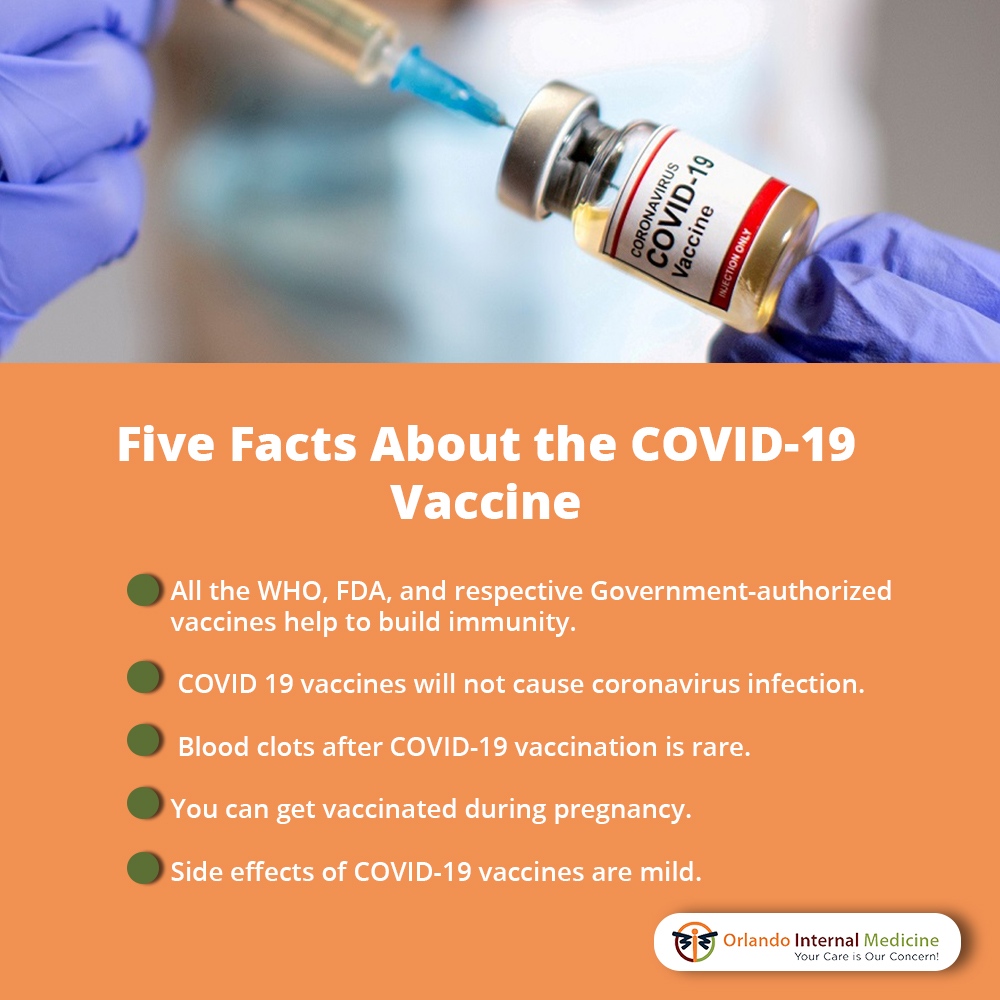 CORONAVIRUS
COVID-19
Vaccine
INJECTION ONLY
Five Facts About the COVID-19
Vaccine
All the WHO, FDA, and respective Government-authorized
vaccines help to build immunity.
COVID 19 vaccines will not cause coronavirus infection.
Blood clots after COVID-19 vaccination is rare.
You can get vaccinated during pregnancy.
Side effects of COVID-19 vaccines are mild.
Orlando Internal Medicine
Your Care is Our Concern!